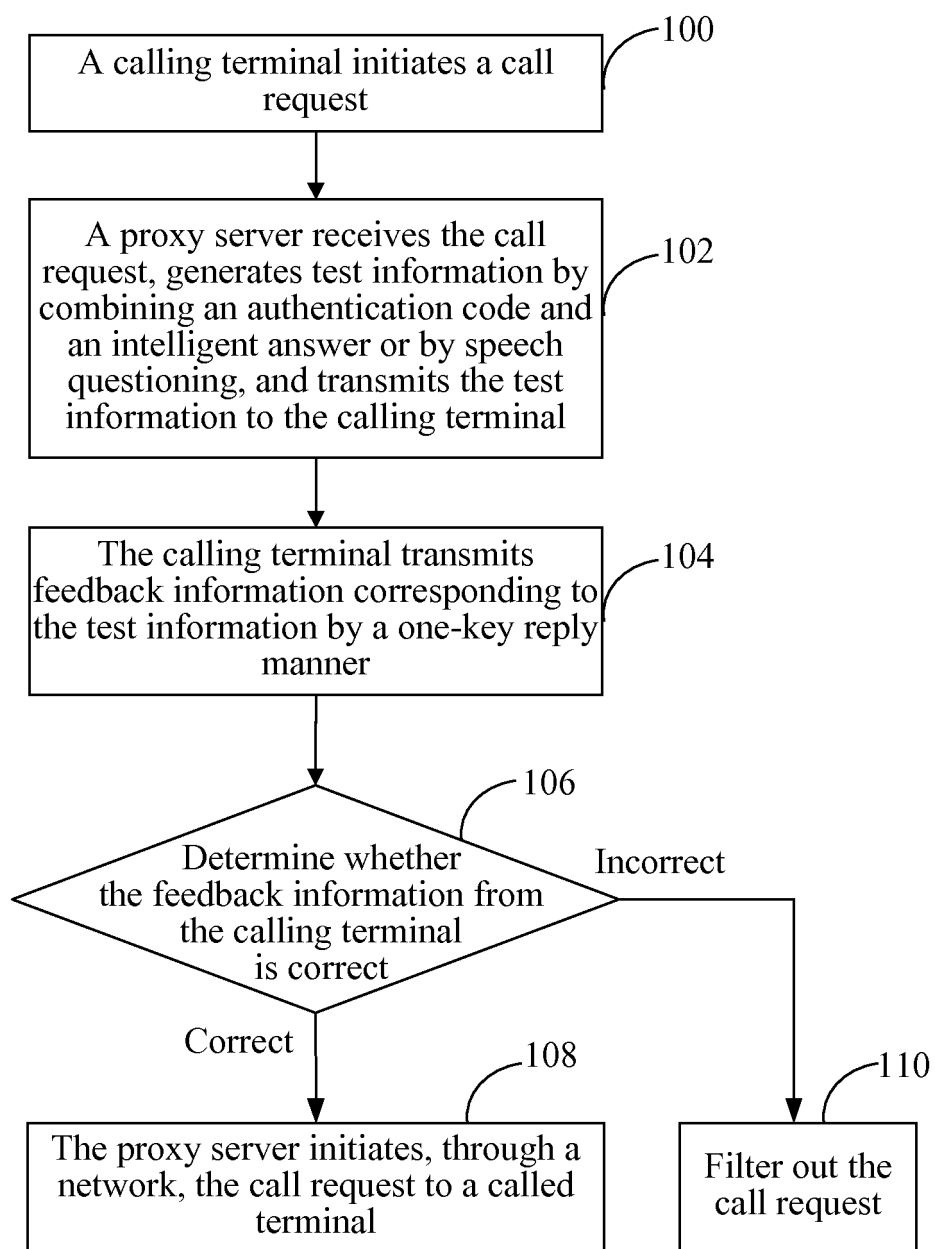 100
A calling terminal initiates a call
request
102
A proxy server receives the call
request, generates test information by
combining an authentication code and
an intelligent answer or by speech
questioning, and transmits the test
information to the calling terminal
104
The calling terminal transmits
feedback information corresponding to
the test information by a one-key reply
manner
106
Determine whether
the feedback information from
the calling terminal
is correct
Incorrect
Correct
108
The proxy server initiates, through a
network, the call request to a called
terminal
110
Filter out the
call request